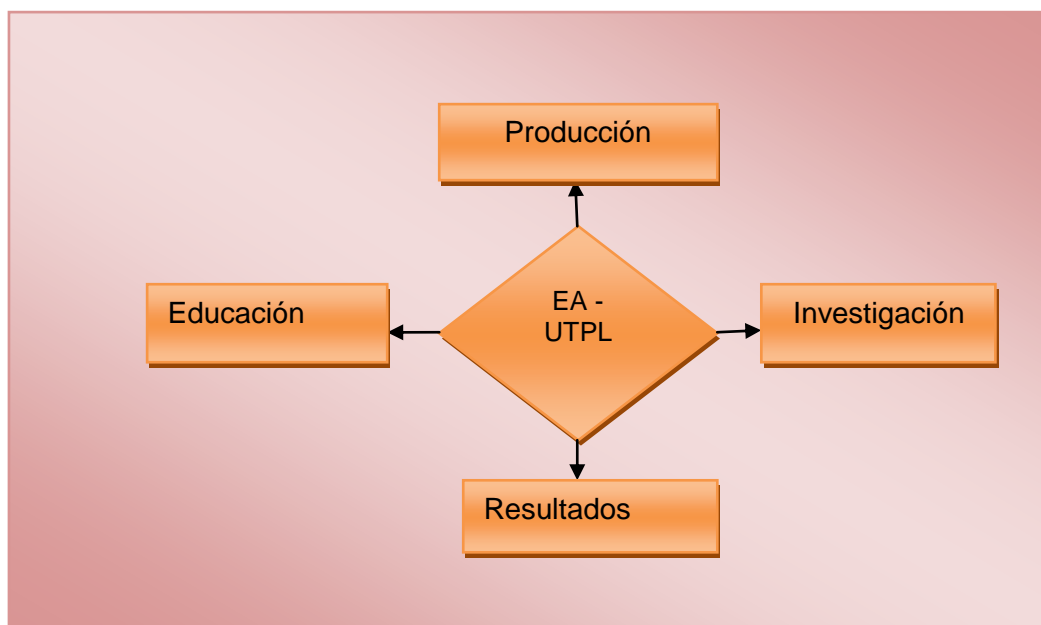 Producción
Educación
EA -
UTPL
Investigación
Resultados